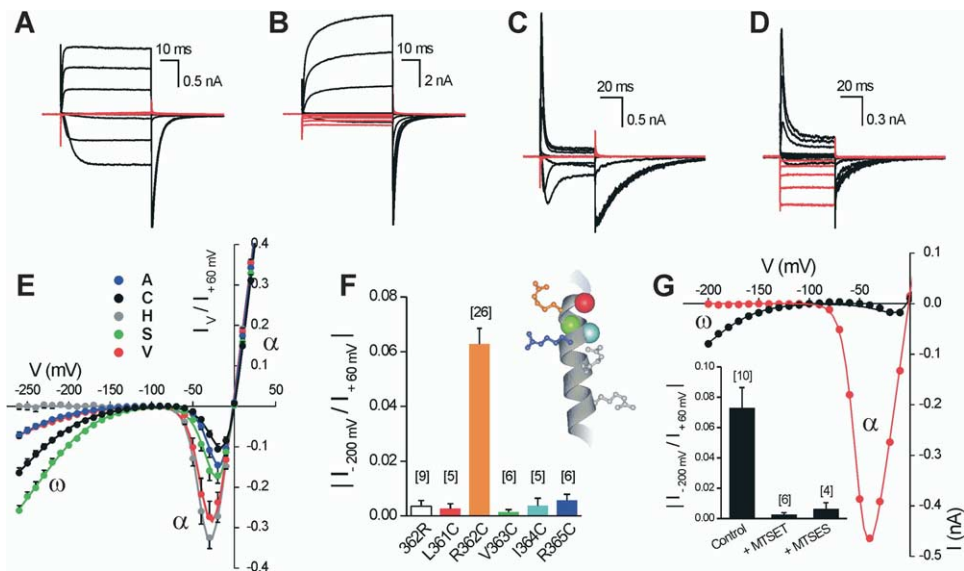 A
10 ms
0.5 nA
B
10 ms
2 nA
C
20 ms
0.5 nA
D
20 ms
0.3 nA
E
A
C
H
S
V
I V / I +60 mV
0.4
0.3
0.2
0.1
α
V (mV)
-250 -200 -150 -100 -50 0 50
-0.1
-0.2
-0.3
-0.4
ω
α
F
| I -200 mV / I +60 mV |
0.08
0.06
0.04
0.02
0.00
[9] [5] [26] [6] [5] [6]
362R L361C R362C V363C I364C R365C
G
V (mV)
-200 -150 -100 -50
0.1
0.0
-0.1
-0.2
-0.3
-0.4
-0.5
I (nA)
ω
α
| I -200 mV / I +60 mV |
0.10
0.08
0.06
0.04
0.02
0.00
[10] [6] [4]
Control + MTSET + MTSES